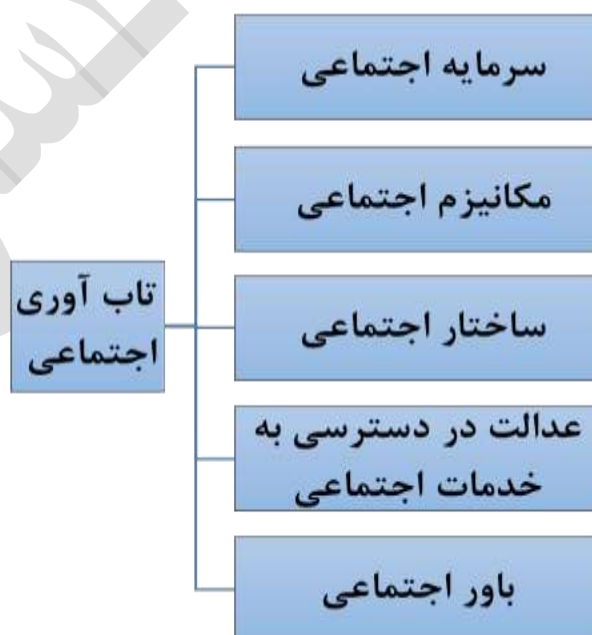 تاب آوری
اجتماعی
سرمایه اجتماعی
مکانیزم اجتماعی
ساختار اجتماعی
عدالت در دسترسی به
خدمات اجتماعی
باور اجتماعی